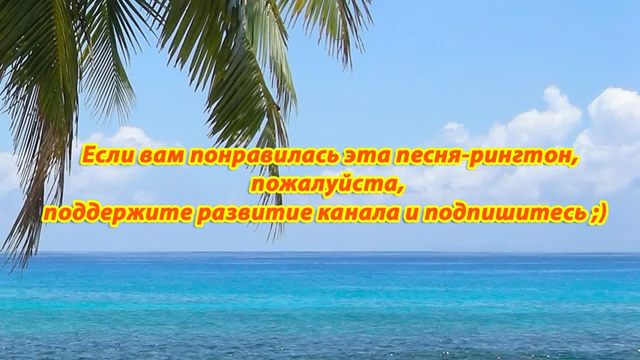 Если вам понравилась эта песня-рингтон,
пожалуйста,
поддержите развитие канала и подпишитесь ;)